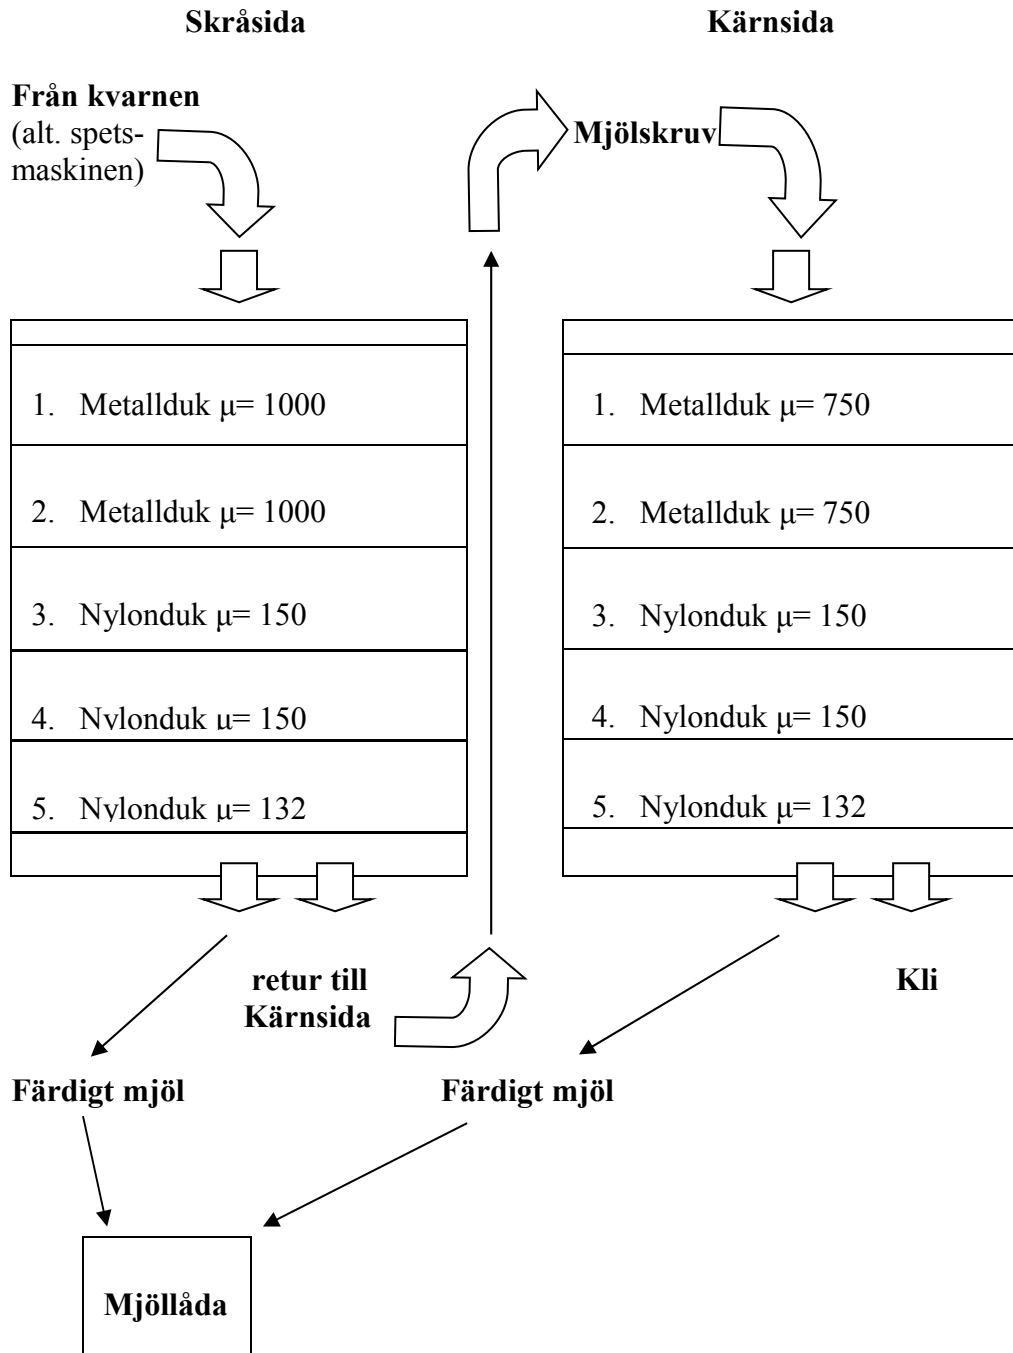 Skråsida
Kärnsida
Från kvarnen
(alt. spets-
maskinen)
Mjölskruv
1. Metallduk μ= 1000
2. Metallduk μ= 1000
3. Nylonduk μ= 150
4. Nylonduk μ= 150
5. Nylonduk μ= 132
1. Metallduk μ= 750
2. Metallduk μ= 750
3. Nylonduk μ= 150
4. Nylonduk μ= 150
5. Nylonduk μ= 132
retur till
Kärnsida
Kli
Färdigt mjöl
Färdigt mjöl
Mjöllåda